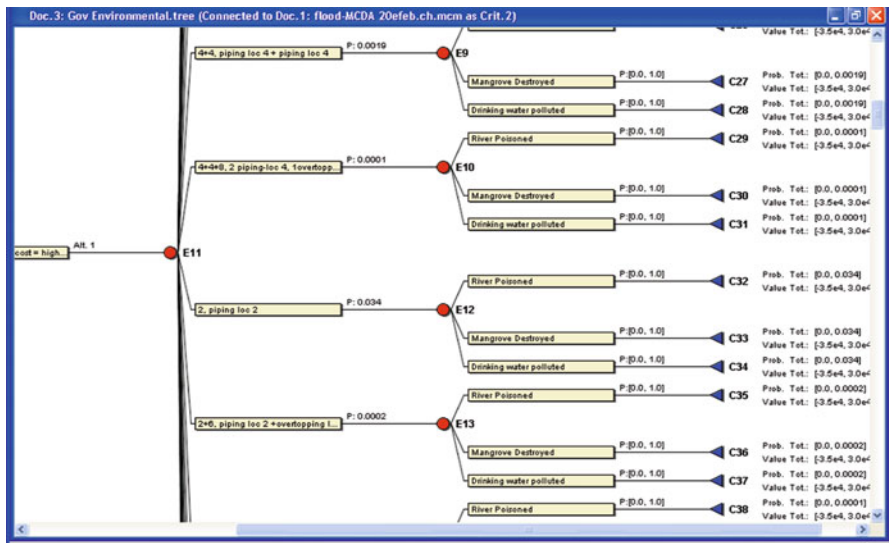 Doc.3: Gov Environmental.tree (Connected to Doc.1: flood-MCDA 20efeb.ch.mcm as Crit.2)
Value Tot.: [-3.5e4, 3.0e4
4+4, piping loc 4 + piping loc 4
P: 0.0019
E9
Mangrove Destroyed
P:[0.0, 1.0]
C27
Prob. Tot.: [0.0, 0.0019]
Value Tot.: [-3.5e4, 3.0e4
Drinking water polluted
P:[0.0, 1.0]
C28
Prob. Tot.: [0.0, 0.0019]
Value Tot.: [-3.5e4, 3.0e4
River Poisoned
P:[0.0, 1.0]
C29
Prob. Tot.: [0.0, 0.0001]
Value Tot.: [-3.5e4, 3.0e4
4+4+8, 2 piping-loc 4, 1overtopp...
P: 0.0001
E10
Mangrove Destroyed
P:[0.0, 1.0]
C30
Prob. Tot.: [0.0, 0.0001]
Value Tot.: [-3.5e4, 3.0e4
Drinking water polluted
P:[0.0, 1.0]
C31
Prob. Tot.: [0.0, 0.0001]
Value Tot.: [-3.5e4, 3.0e4
cost = high...
Alt. 1
E11
River Poisoned
P:[0.0, 1.0]
C32
Prob. Tot.: [0.0, 0.034]
Value Tot.: [-3.5e4, 3.0e4
2, piping loc 2
P: 0.034
E12
Mangrove Destroyed
P:[0.0, 1.0]
C33
Prob. Tot.: [0.0, 0.034]
Value Tot.: [-3.5e4, 3.0e4
Drinking water polluted
P:[0.0, 1.0]
C34
Prob. Tot.: [0.0, 0.034]
Value Tot.: [-3.5e4, 3.0e4
River Poisoned
P:[0.0, 1.0]
C35
Prob. Tot.: [0.0, 0.0002]
Value Tot.: [-3.5e4, 3.0e4
2+6, piping loc 2 +overtopping l...
P: 0.0002
E13
Mangrove Destroyed
P:[0.0, 1.0]
C36
Prob. Tot.: [0.0, 0.0002]
Value Tot.: [-3.5e4, 3.0e4
Drinking water polluted
P:[0.0, 1.0]
C37
Prob. Tot.: [0.0, 0.0002]
Value Tot.: [-3.5e4, 3.0e4
River Poisoned
P:[0.0, 1.0]
C38
Prob. Tot.: [0.0, 0.0001]
Value Tot.: [-3.5e4, 3.0e4